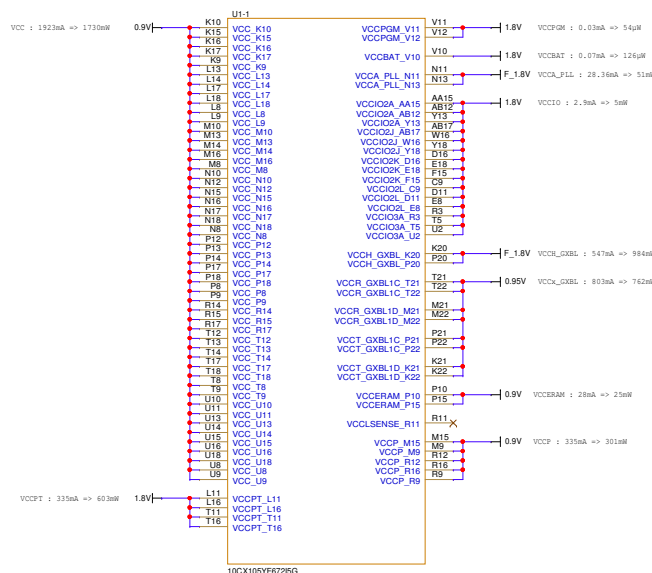 U1-1
VCC : 1923mA => 1730mW 0.9V
K10 VCC_K10
K15 VCC_K15
K16 VCC_K16
K17 VCC_K17
K9 VCC_K9
L13 VCC_L13
L14 VCC_L14
L17 VCC_L17
L18 VCC_L18
L8 VCC_L8
L9 VCC_L9
M10 VCC_M10
M13 VCC_M13
M14 VCC_M14
M16 VCC_M16
M8 VCC_M8
N10 VCC_N10
N12 VCC_N12
N15 VCC_N15
N16 VCC_N16
N17 VCC_N17
N18 VCC_N18
N8 VCC_N8
P12 VCC_P12
P13 VCC_P13
P14 VCC_P14
P17 VCC_P17
P18 VCC_P18
P8 VCC_P8
P9 VCC_P9
R14 VCC_R14
R15 VCC_R15
R17 VCC_R17
T12 VCC_T12
T13 VCC_T13
T14 VCC_T14
T17 VCC_T17
T18 VCC_T18
T8 VCC_T8
T9 VCC_T9
U10 VCC_U10
U11 VCC_U11
U13 VCC_U13
U14 VCC_U14
U15 VCC_U15
U16 VCC_U16
U18 VCC_U18
U8 VCC_U8
U9 VCC_U9
VCCPT : 335mA => 603mW 1.8V
L11 VCCPT_L11
L16 VCCPT_L16
T11 VCCPT_T11
T16 VCCPT_T16
VCCPGM_V11 V11 1.8V VCCPGM : 0.03mA => 54µW
VCCPGM_V12 V12
VCCBAT_V10 V10 1.8V VCCBAT : 0.07mA => 126µW
VCCA_PLL_N11 N11 F_1.8V VCCA_PLL : 28.36mA => 51mW
VCCA_PLL_N13 N13
VCCIO2A_AA15 AA15 1.8V VCCIO : 2.9mA => 5mW
VCCIO2A_AB12 AB12
VCCIO2A_Y13 Y13
VCCIO2J_AB17 AB17
VCCIO2J_W16 W16
VCCIO2J_Y18 Y18
VCCIO2K_D16 D16
VCCIO2K_E18 E18
VCCIO2K_F15 F15
VCCIO2L_C9 C9
VCCIO2L_D11 D11
VCCIO2L_E8 E8
VCCIO3A_R3 R3
VCCIO3A_T5 T5
VCCIO3A_U2 U2
VCCH_GXBL_K20 K20 F_1.8V VCCH_GXBL : 547mA => 984mW
VCCH_GXBL_P20 P20
VCCR_GXBL1C_T21 T21 0.95V VCCx_GXBL : 803mA => 762mW
VCCR_GXBL1C_T22 T22
VCCR_GXBL1D_M21 M21
VCCR_GXBL1D_M22 M22
VCCT_GXBL1C_P21 P21
VCCT_GXBL1C_P22 P22
VCCT_GXBL1D_K21 K21
VCCT_GXBL1D_K22 K22
VCCERAM_P10 P10 0.9V VCCERAM : 28mA => 25mW
VCCERAM_P15 P15
VCCLSENSE_R11 R11
VCCP_M15 M15 0.9V VCCP : 335mA => 301mW
VCCP_M9 M9
VCCP_R12 R12
VCCP_R16 R16
VCCP_R9 R9
10CX105YF672I5G